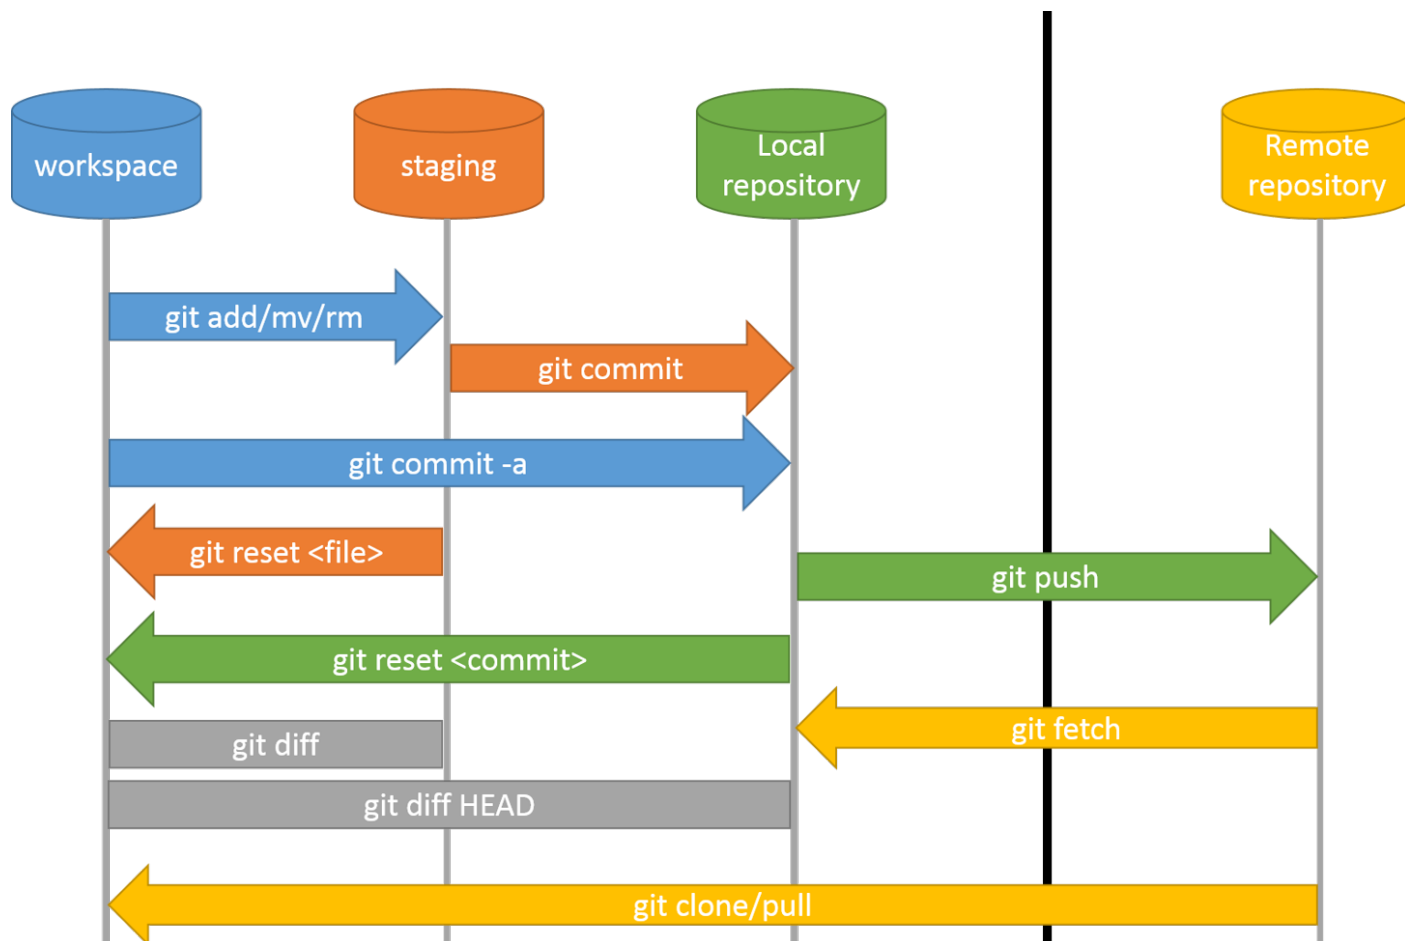 workspace
staging
Local
repository
Remote
repository
git add/mv/rm
git commit
git commit -a
git reset <file>
git push
git reset <commit>
git fetch
git diff
git diff HEAD
git clone/pull